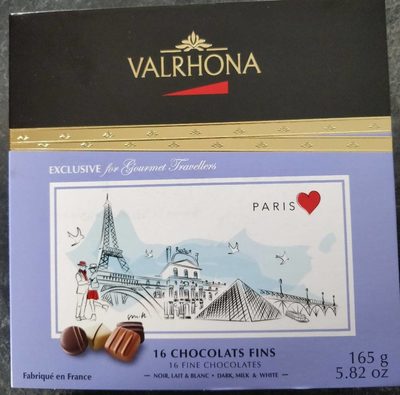 VALRHONA
EXCLUSIVE for Gourmet Travellers
PARIS
16 CHOCOLATS FINS
16 FINE CHOCOLATES
NOIR, LAIT & BLANC • DARK, MILK & WHITE
165 g
5.82 oz
Fabriqué en France